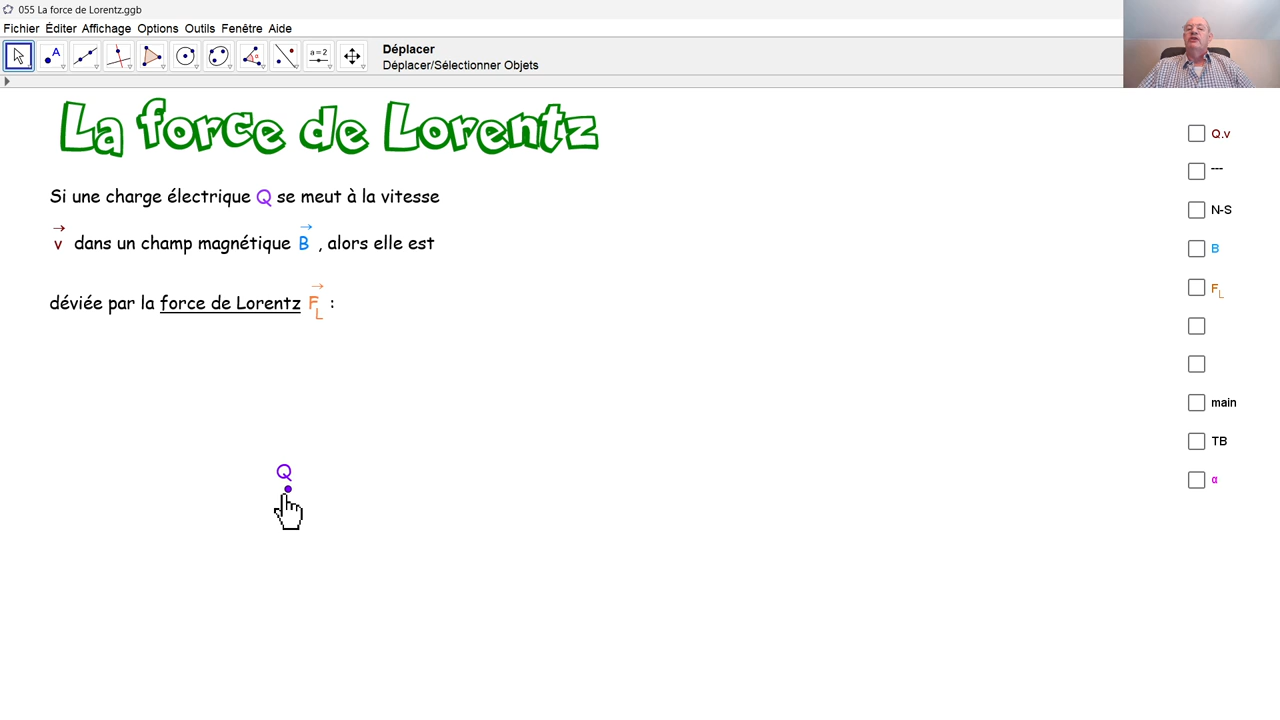 055 La force de Lorentz.ggb
Fichier Éditer Affichage Options Outils Fenêtre Aide
A
a=2
Déplacer
Déplacer/Sélectionner Objets
La force de Lorentz
Si une charge électrique Q se meut à la vitesse
v dans un champ magnétique B , alors elle est
déviée par la force de Lorentz F_L :
Q
Q.v
---
N-S
B
F_L
main
TB
α